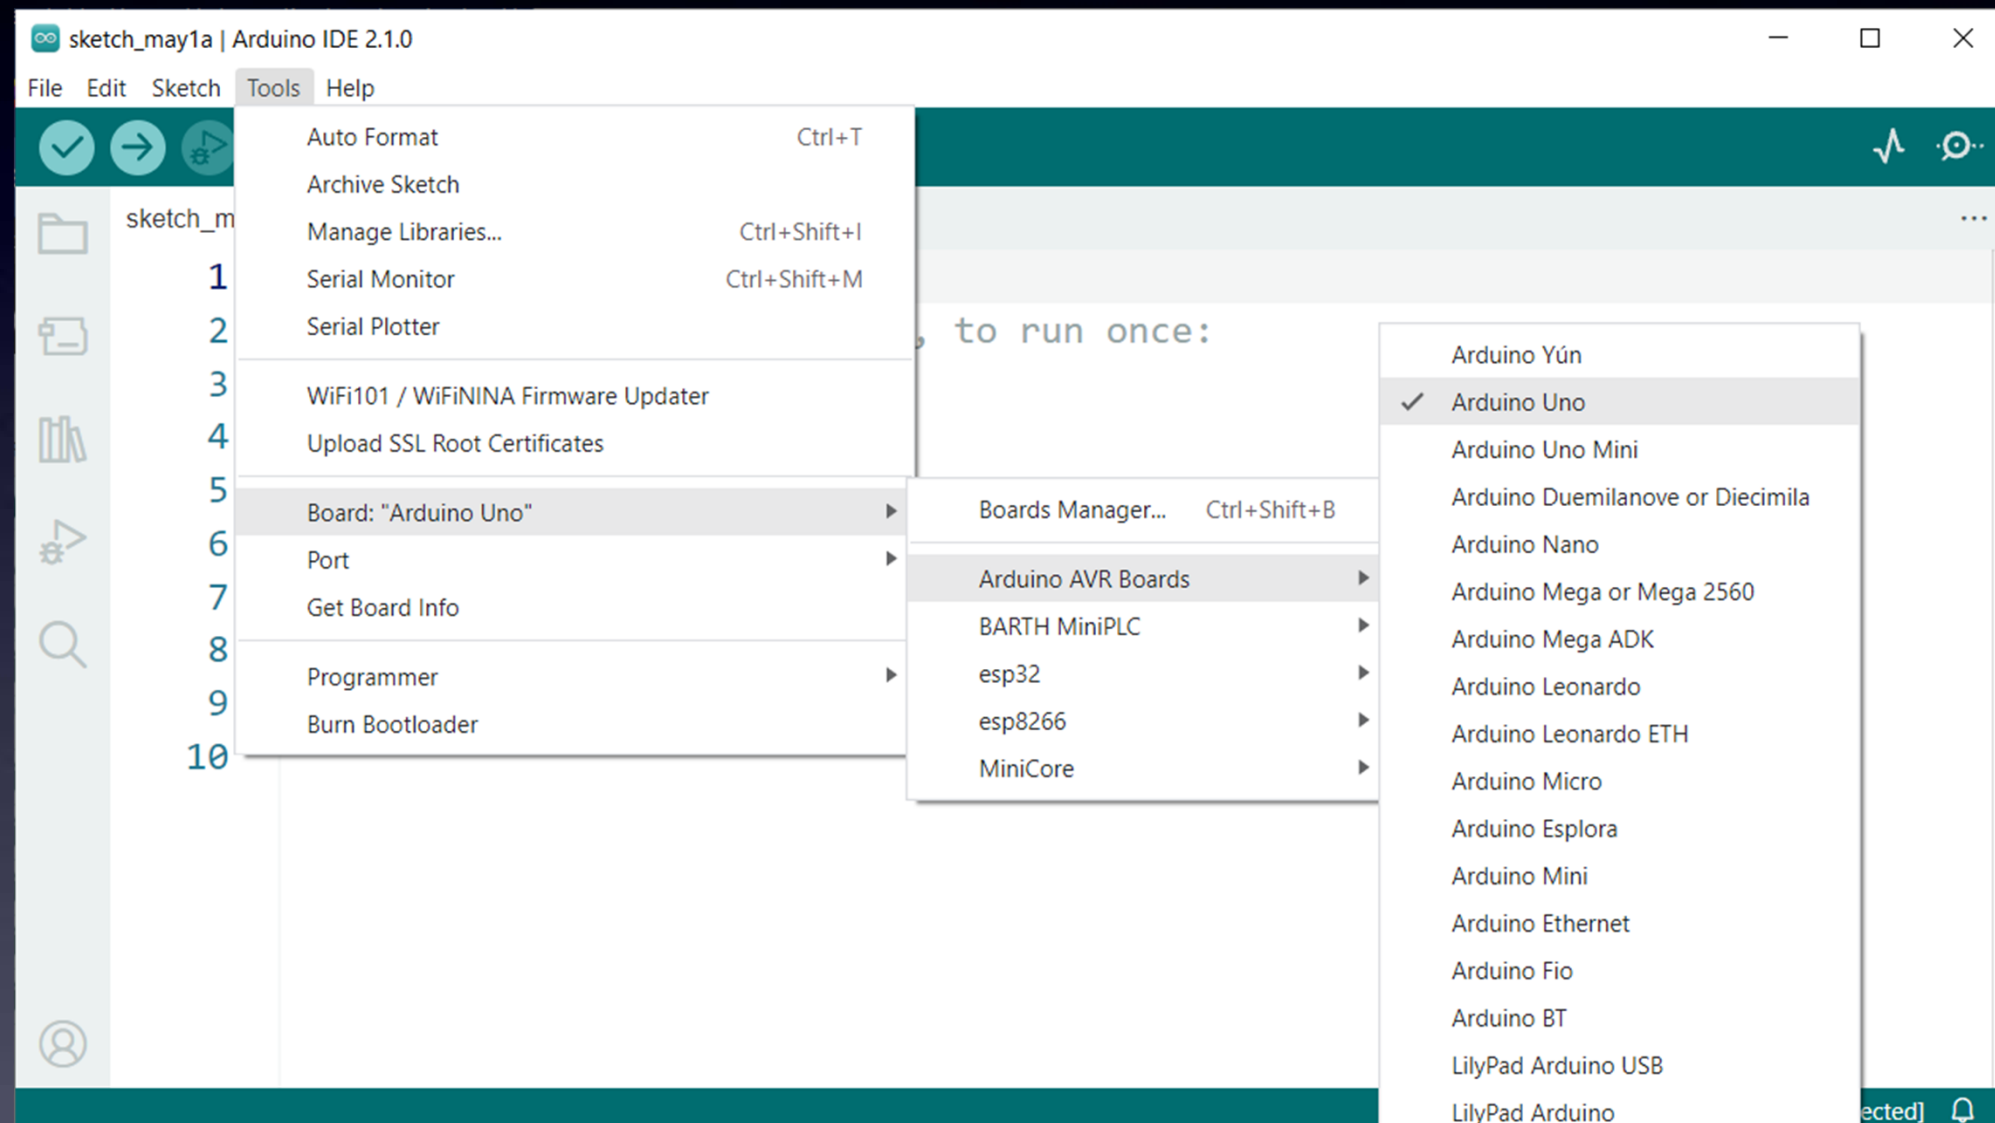 sketch_may1a | Arduino IDE 2.1.0
File Edit Sketch Tools Help
Auto Format Ctrl+T
Archive Sketch
Manage Libraries... Ctrl+Shift+I
Serial Monitor Ctrl+Shift+M
Serial Plotter
WiFi101 / WiFiNINA Firmware Updater
Upload SSL Root Certificates
Board: "Arduino Uno"
Port
Get Board Info
Programmer
Burn Bootloader
sketch_m
1
2
3
4
5
6
7
8
9
10
, to run once:
Boards Manager... Ctrl+Shift+B
Arduino AVR Boards
BARTH MiniPLC
esp32
esp8266
MiniCore
Arduino Yún
Arduino Uno
Arduino Uno Mini
Arduino Duemilanove or Diecimila
Arduino Nano
Arduino Mega or Mega 2560
Arduino Mega ADK
Arduino Leonardo
Arduino Leonardo ETH
Arduino Micro
Arduino Esplora
Arduino Mini
Arduino Ethernet
Arduino Fio
Arduino BT
LilyPad Arduino USB
LilyPad Arduino
ected]